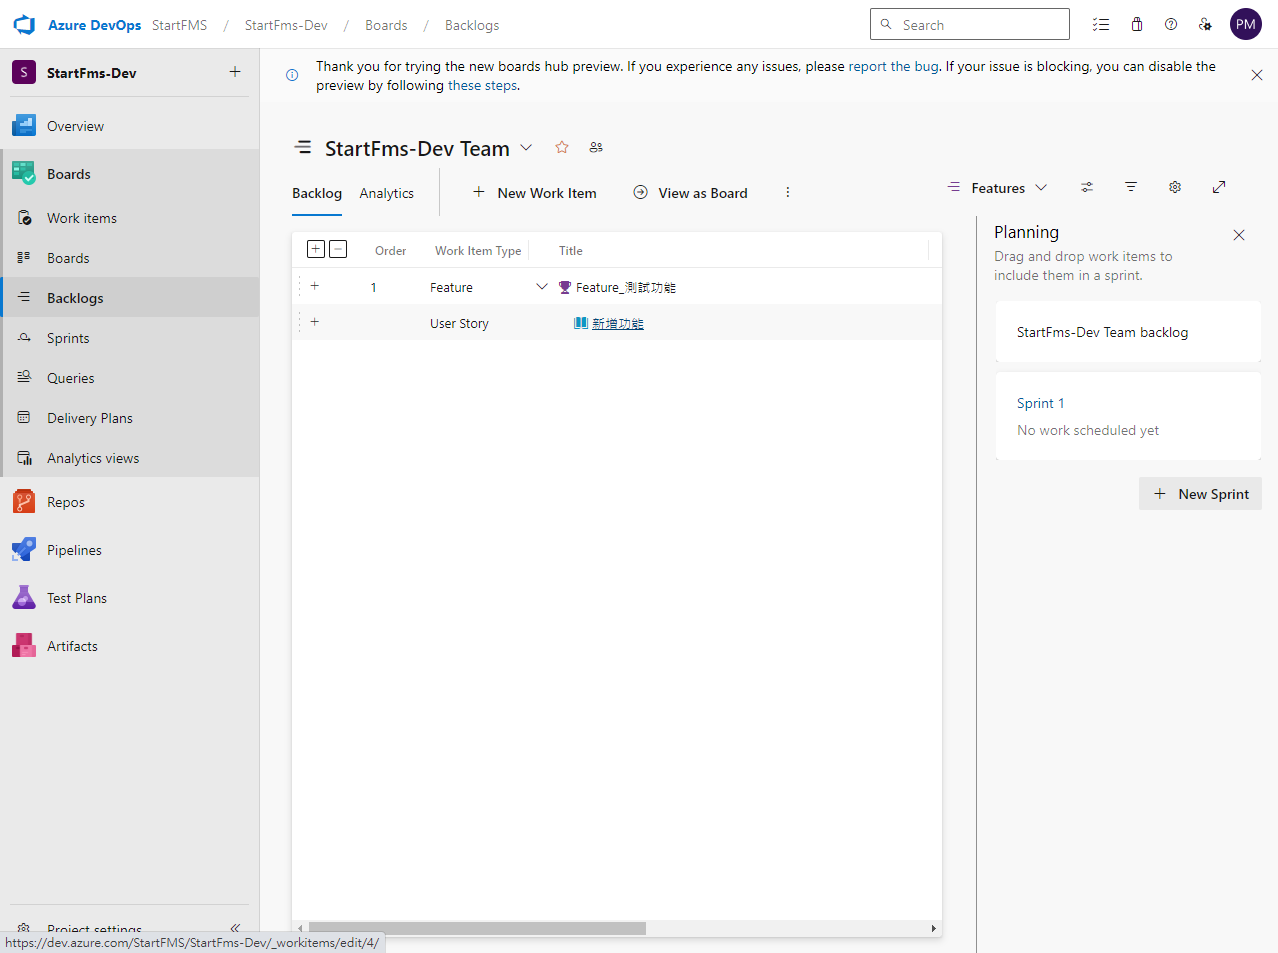 Azure DevOps StartFMS / StartFms-Dev / Boards / Backlogs
Search
PM
S StartFms-Dev
Overview
Boards
Work items
Boards
Backlogs
Sprints
Queries
Delivery Plans
Analytics views
Repos
Pipelines
Test Plans
Artifacts
Project settings
https://dev.azure.com/StartFMS/StartFms-Dev/_workitems/edit/4/
Thank you for trying the new boards hub preview. If you experience any issues, please report the bug. If your issue is blocking, you can disable the
preview by following these steps.
StartFms-Dev Team
Backlog Analytics New Work Item View as Board
Features
Order Work Item Type Title
1 Feature Feature_測試功能
User Story 新增功能
Planning
Drag and drop work items to
include them in a sprint.
StartFms-Dev Team backlog
Sprint 1
No work scheduled yet
New Sprint